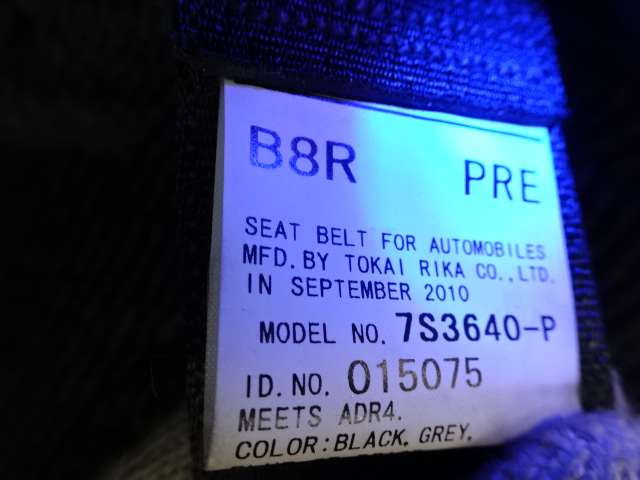 B8R PRE
SEAT BELT FOR AUTOMOBILES
MFD. BY TOKAI RIKA CO., LTD.
IN SEPTEMBER 2010
MODEL NO. 7S3640-P
ID. NO. 015075
MEETS ADR4.
COLOR: BLACK. GREY.